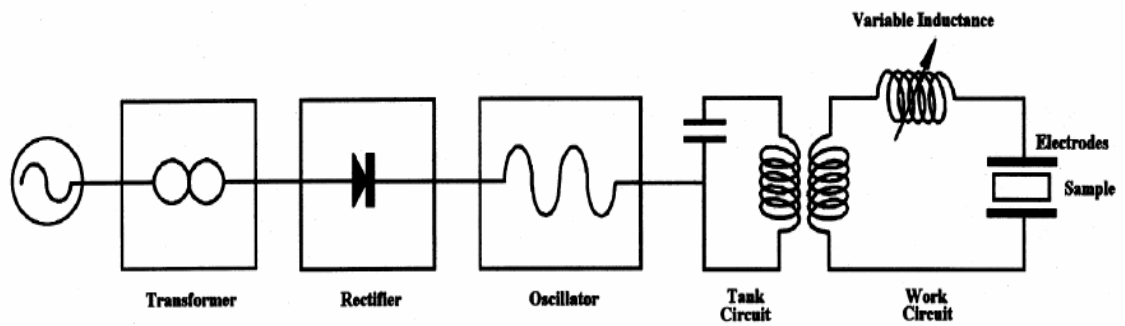 Variable Inductance
Electrodes
Sample
Transformer
Rectifier
Oscillator
Tank
Circuit
Work
Circuit